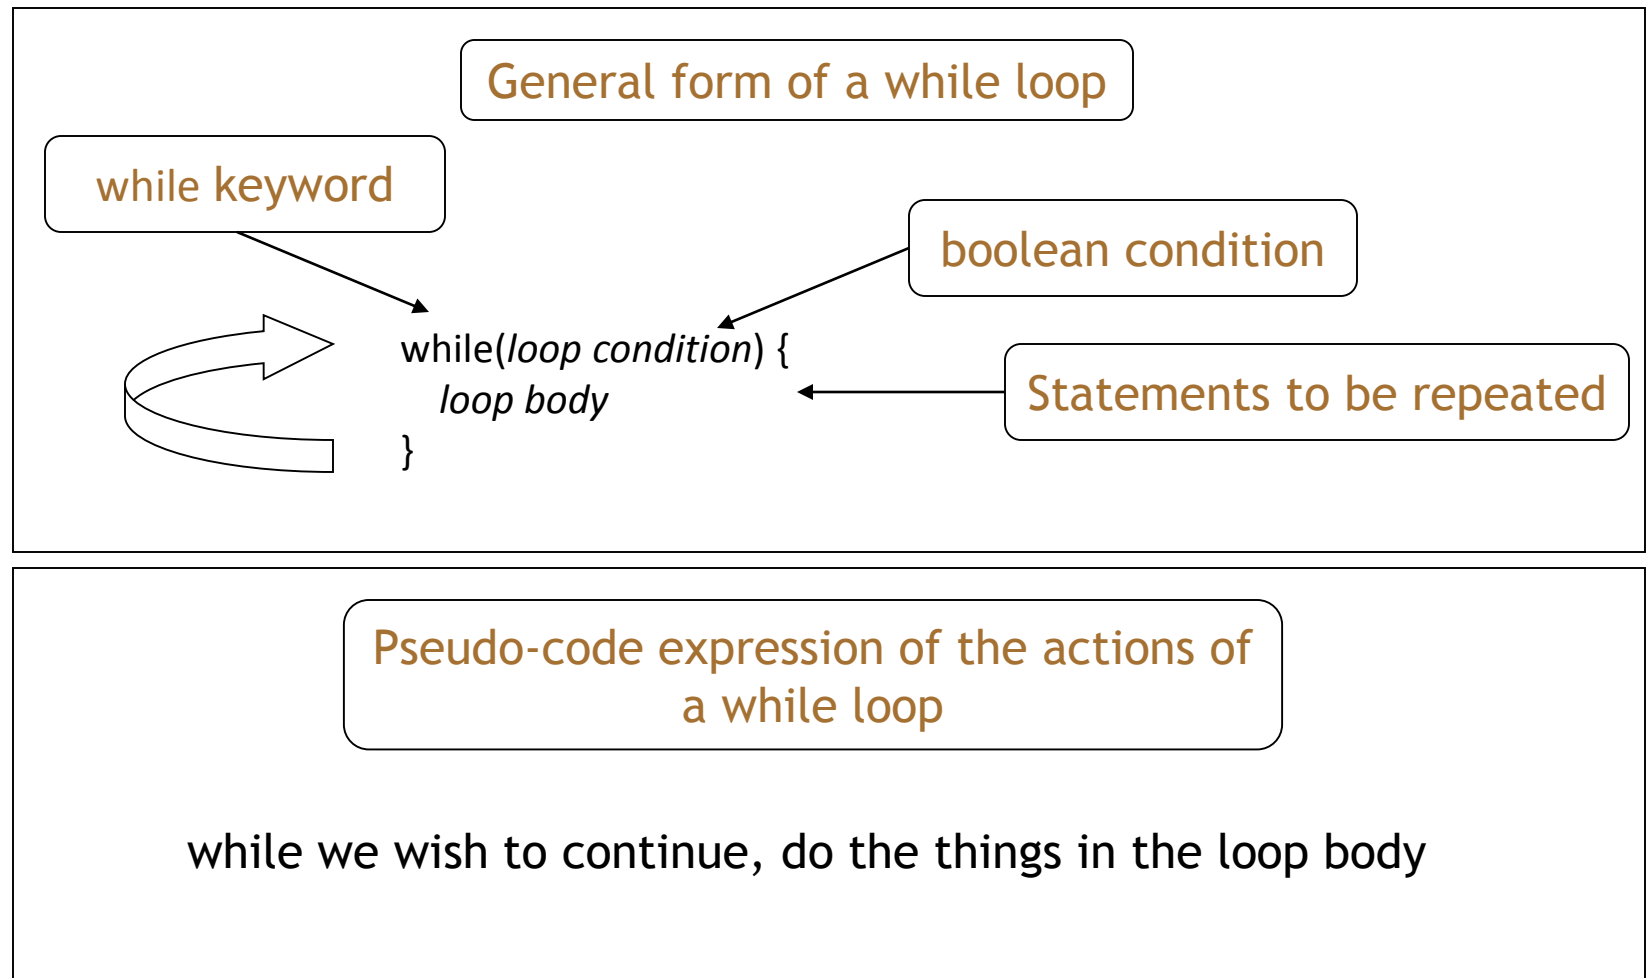 General form of a while loop
while keyword
boolean condition
while(loop condition) {
loop body
Statements to be repeated
}
Pseudo-code expression of the actions of
a while loop
while we wish to continue, do the things in the loop body